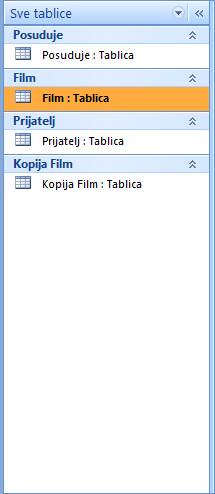 Sve tablice
Posuduje
Posuduje : Tablica
Film
Film : Tablica
Prijatelj
Prijatelj : Tablica
Kopija Film
Kopija Film : Tablica